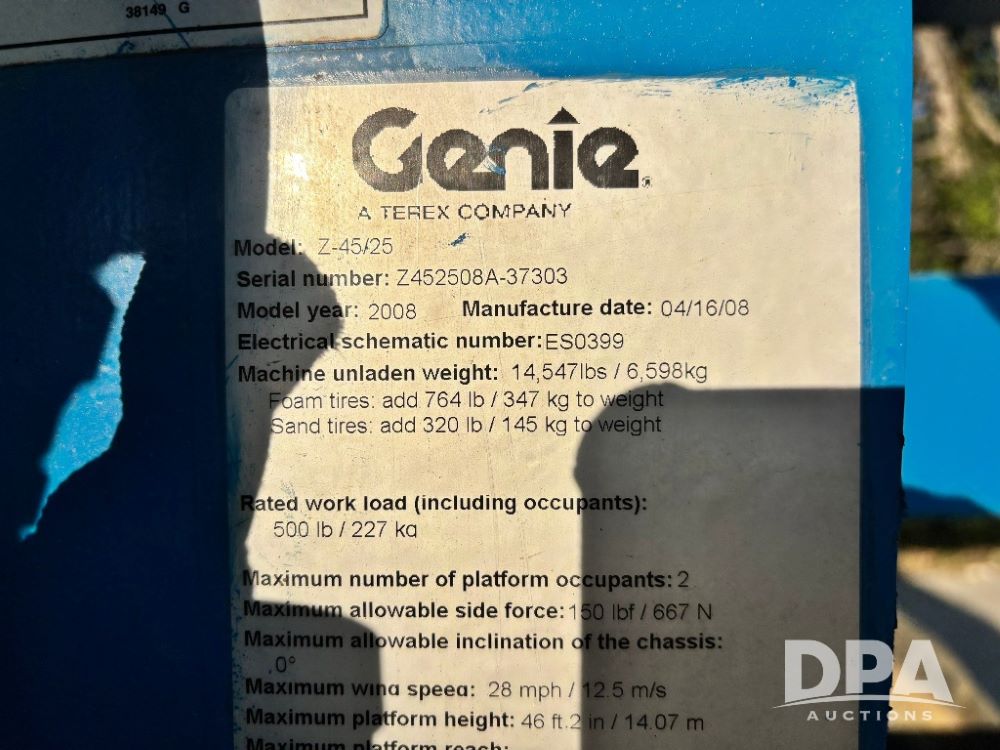 38149 G
Genie
A TEREX COMPANY
Model: Z-45/25
Serial number: Z452508A-37303
Model year: 2008 Manufacture date: 04/16/08
Electrical schematic number:ES0399
Machine unladen weight: 14,547lbs / 6,598kg
Foam tires: add 764 lb / 347 kg to weight
Sand tires: add 320 lb / 145 kg to weight
Rated work load (including occupants):
500 lb / 227 kg
Maximum number of platform occupants: 2
Maximum allowable side force: 150 lbf / 667 N
Maximum allowable inclination of the chassis:
.0°
Maximum wind speed: 28 mph / 12.5 m/s
Maximum platform height: 46 ft.2 in / 14.07 m
Maximum platform reach:
DPA
AUCTIONS